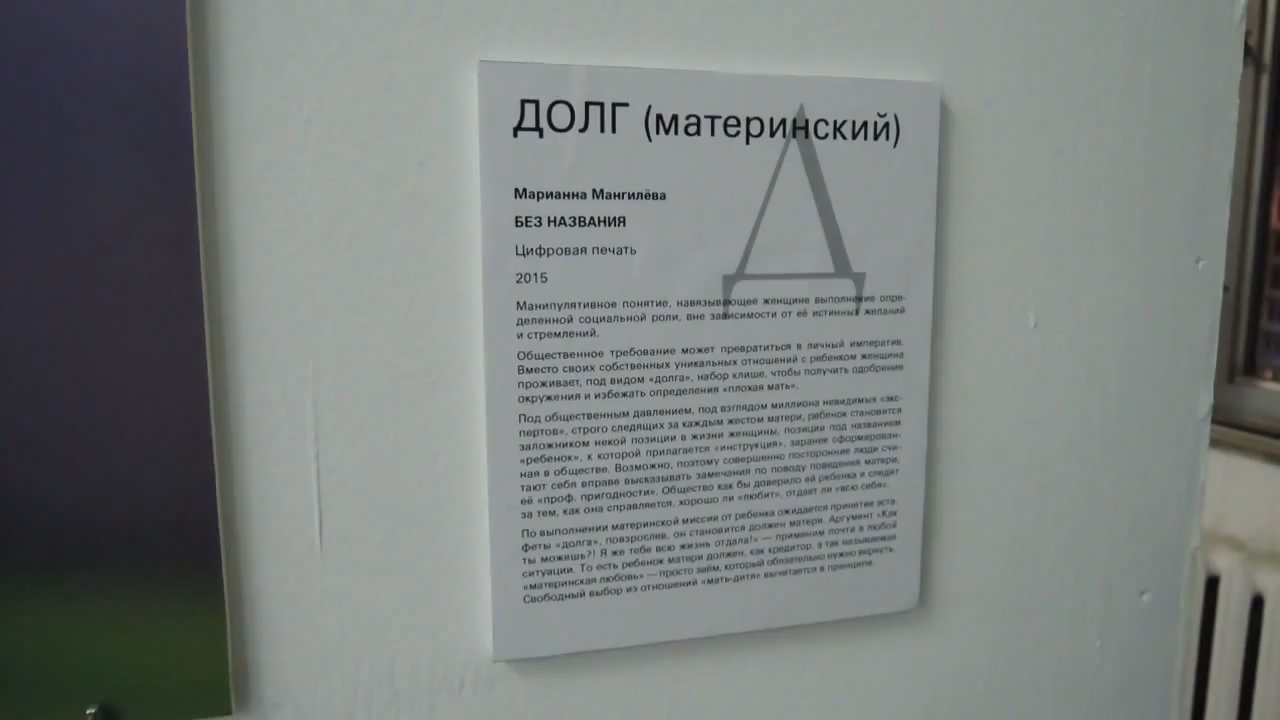 ДОЛГ (материнский)
Д
Марианна Мангилёва
БЕЗ НАЗВАНИЯ
Цифровая печать
2015
Манипулятивное понятие, навязывающее женщине выполнение опре-
деленной социальной роли, вне зависимости от её истинных желаний
и стремлений.
Общественное требование может превратиться в личный императив.
Вместо своих собственных уникальных отношений с ребенком женщина
проживает, под видом «долга», набор клише, чтобы получить одобрение
окружения и избежать определения «плохая мать».
Под общественным давлением, под взглядом миллиона невидимых «экс-
пертов», строго следящих за каждым жестом матери, ребенок становится
заложником некой позиции в жизни женщины, позиции под названием
«ребенок», к которой прилагается «инструкция», заранее сформирован-
ная в обществе. Возможно, поэтому совершенно посторонние люди счи-
тают себя вправе высказывать замечания по поводу поведения матери,
её «проф. пригодности». Общество как бы доверило ей ребенка и следит
за тем, как она справляется, хорошо ли «любит», отдает ли «всю себя».
По выполнении материнской миссии от ребенка ожидается принятие эста-
феты «долга», повзрослев, он становится должен матери. Аргумент «Как
ты можешь?! Я же тебе всю жизнь отдала!» — применим почти в любой
ситуации. То есть ребенок матери должен, как кредитор, а так называемая
«материнская любовь» — просто заём, который обязательно нужно вернуть.
Свободный выбор из отношений «мать-дитя» вычитается в принципе.